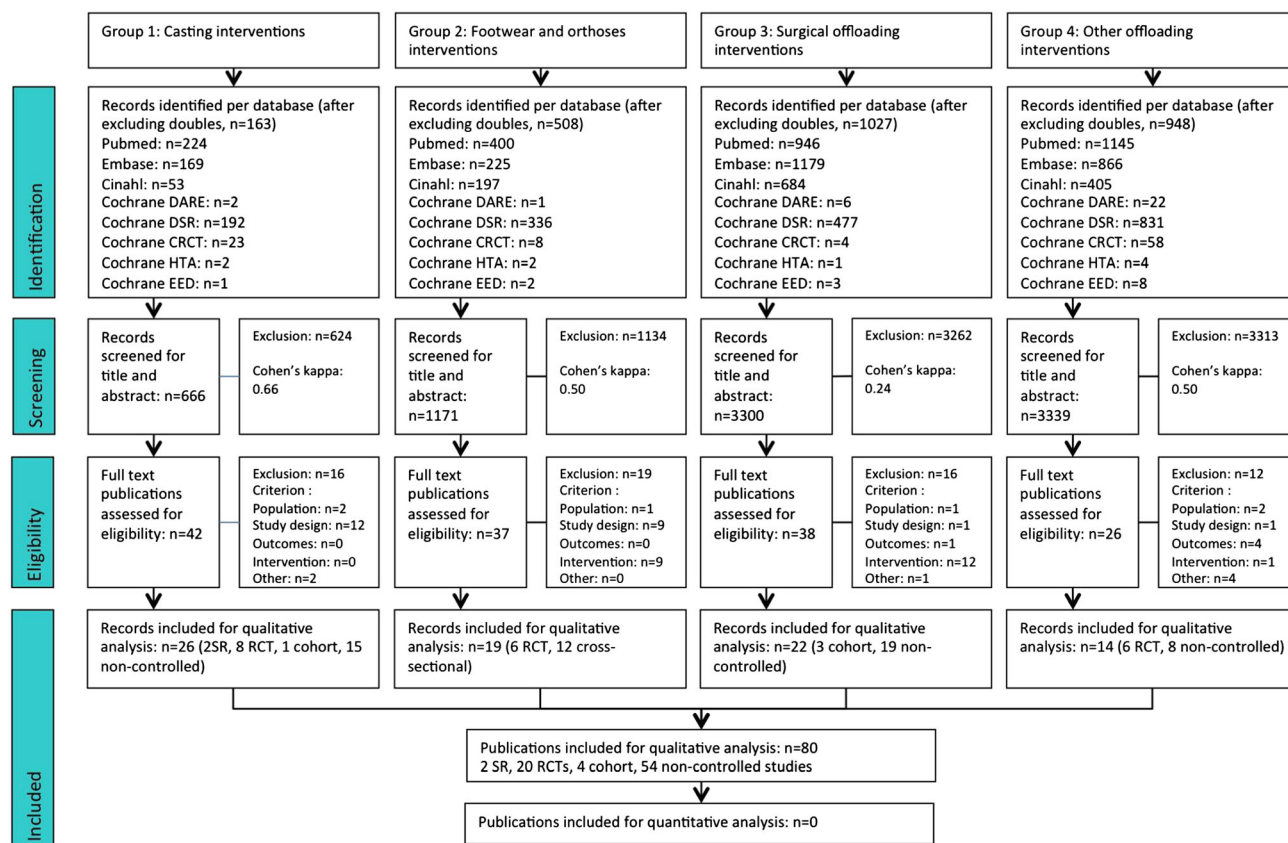 Group 1: Casting interventions
Group 2: Footwear and orthoses
interventions
Group 3: Surgical offloading
interventions
Group 4: Other offloading
interventions
Identification
Records identified per database (after
excluding doubles, n=163)
Pubmed: n=224
Embase: n=169
Cinahl: n=53
Cochrane DARE: n=2
Cochrane DSR: n=192
Cochrane CRCT: n=23
Cochrane HTA: n=2
Cochrane EED: n=1
Records identified per database (after
excluding doubles, n=508)
Pubmed: n=400
Embase: n=225
Cinahl: n=197
Cochrane DARE: n=1
Cochrane DSR: n=336
Cochrane CRCT: n=8
Cochrane HTA: n=2
Cochrane EED: n=2
Records identified per database (after
excluding doubles, n=1027)
Pubmed: n=946
Embase: n=1179
Cinahl: n=684
Cochrane DARE: n=6
Cochrane DSR: n=477
Cochrane CRCT: n=4
Cochrane HTA: n=1
Cochrane EED: n=3
Records identified per database (after
excluding doubles, n=948)
Pubmed: n=1145
Embase: n=866
Cinahl: n=405
Cochrane DARE: n=22
Cochrane DSR: n=831
Cochrane CRCT: n=58
Cochrane HTA: n=4
Cochrane EED: n=8
Screening
Records
screened for
title and
abstract: n=666
Exclusion: n=624
Cohen's kappa:
0.66
Records
screened for
title and
abstract:
n=1171
Exclusion: n=1134
Cohen's kappa:
0.50
Records
screened for
title and
abstract:
n=3300
Exclusion: n=3262
Cohen's kappa:
0.24
Records
screened for
title and
abstract:
n=3339
Exclusion: n=3313
Cohen's kappa:
0.50
Eligibility
Full text
publications
assessed for
eligibility: n=42
Exclusion: n=16
Criterion :
Population: n=2
Study design: n=12
Outcomes: n=0
Intervention: n=0
Other: n=2
Full text
publications
assessed for
eligibility: n=37
Exclusion: n=19
Criterion :
Population: n=1
Study design: n=9
Outcomes: n=0
Intervention: n=9
Other: n=0
Full text
publications
assessed for
eligibility: n=38
Exclusion: n=16
Criterion:
Population: n=1
Study design: n=1
Outcomes: n=1
Intervention: n=12
Other: n=1
Full text
publications
assessed for
eligibility: n=26
Exclusion: n=12
Criterion:
Population: n=2
Study design: n=1
Outcomes: n=4
Intervention: n=1
Other: n=4
Included
Records included for qualitative
analysis: n=26 (2SR, 8 RCT, 1 cohort, 15
non-controlled)
Records included for qualitative
analysis: n=19 (6 RCT, 12 cross-
sectional)
Records included for qualitative
analysis: n=22 (3 cohort, 19 non-
controlled)
Records included for qualitative
analysis: n=14 (6 RCT, 8 non-controlled)
Publications included for qualitative analysis: n=80
2 SR, 20 RCTs, 4 cohort, 54 non-controlled studies
Publications included for quantitative analysis: n=0